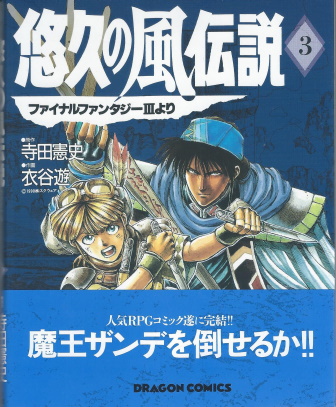 悠久の風伝説
3
ファイナルファンタジーIIIより
●原作
寺田憲史
●作画
衣谷遊
人気RPGコミック遂に完結!!
魔王ザンデを倒せるか!!
DRAGON COMICS